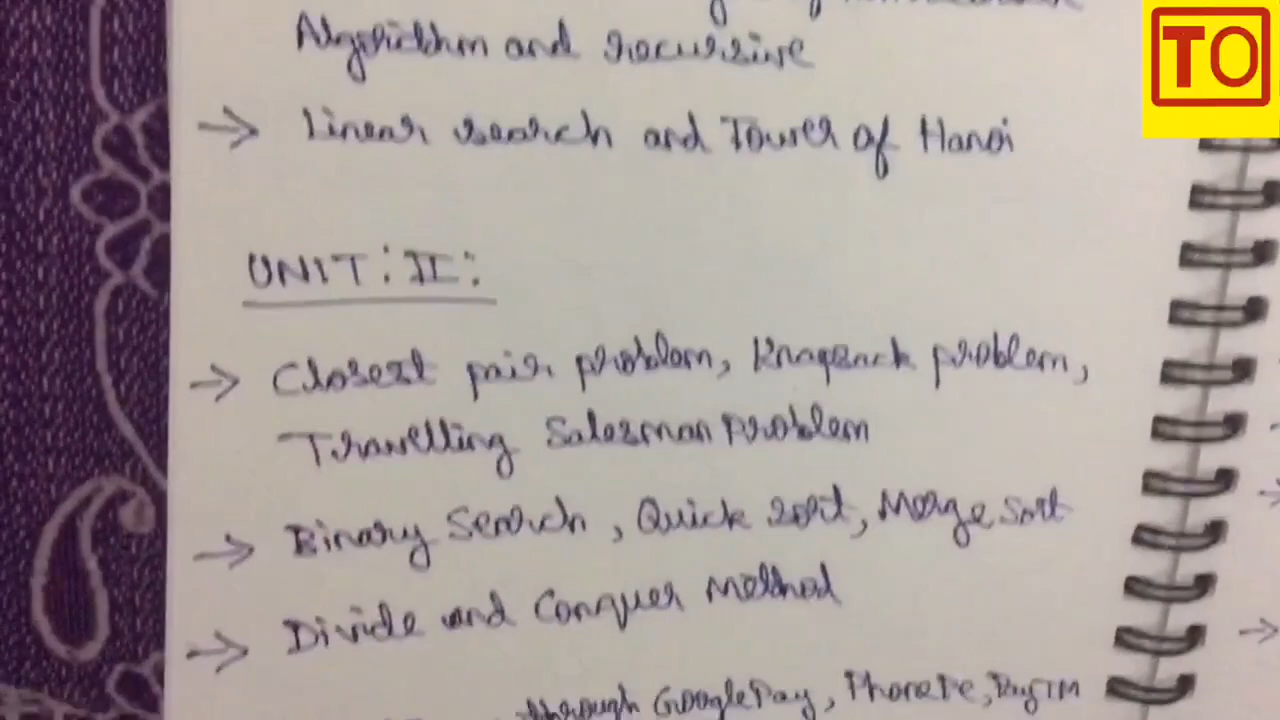 TO
Algorithm and recursive
→ Linear search and Tower of Hanoi
UNIT: II:
→ Closest pair problem, Knapsack problem,
Travelling Salesman problem
→ Binary Search, Quick sort, Merge Sort
→ Divide and Conquer Method
through GooglePay, PhonePe, PayTM